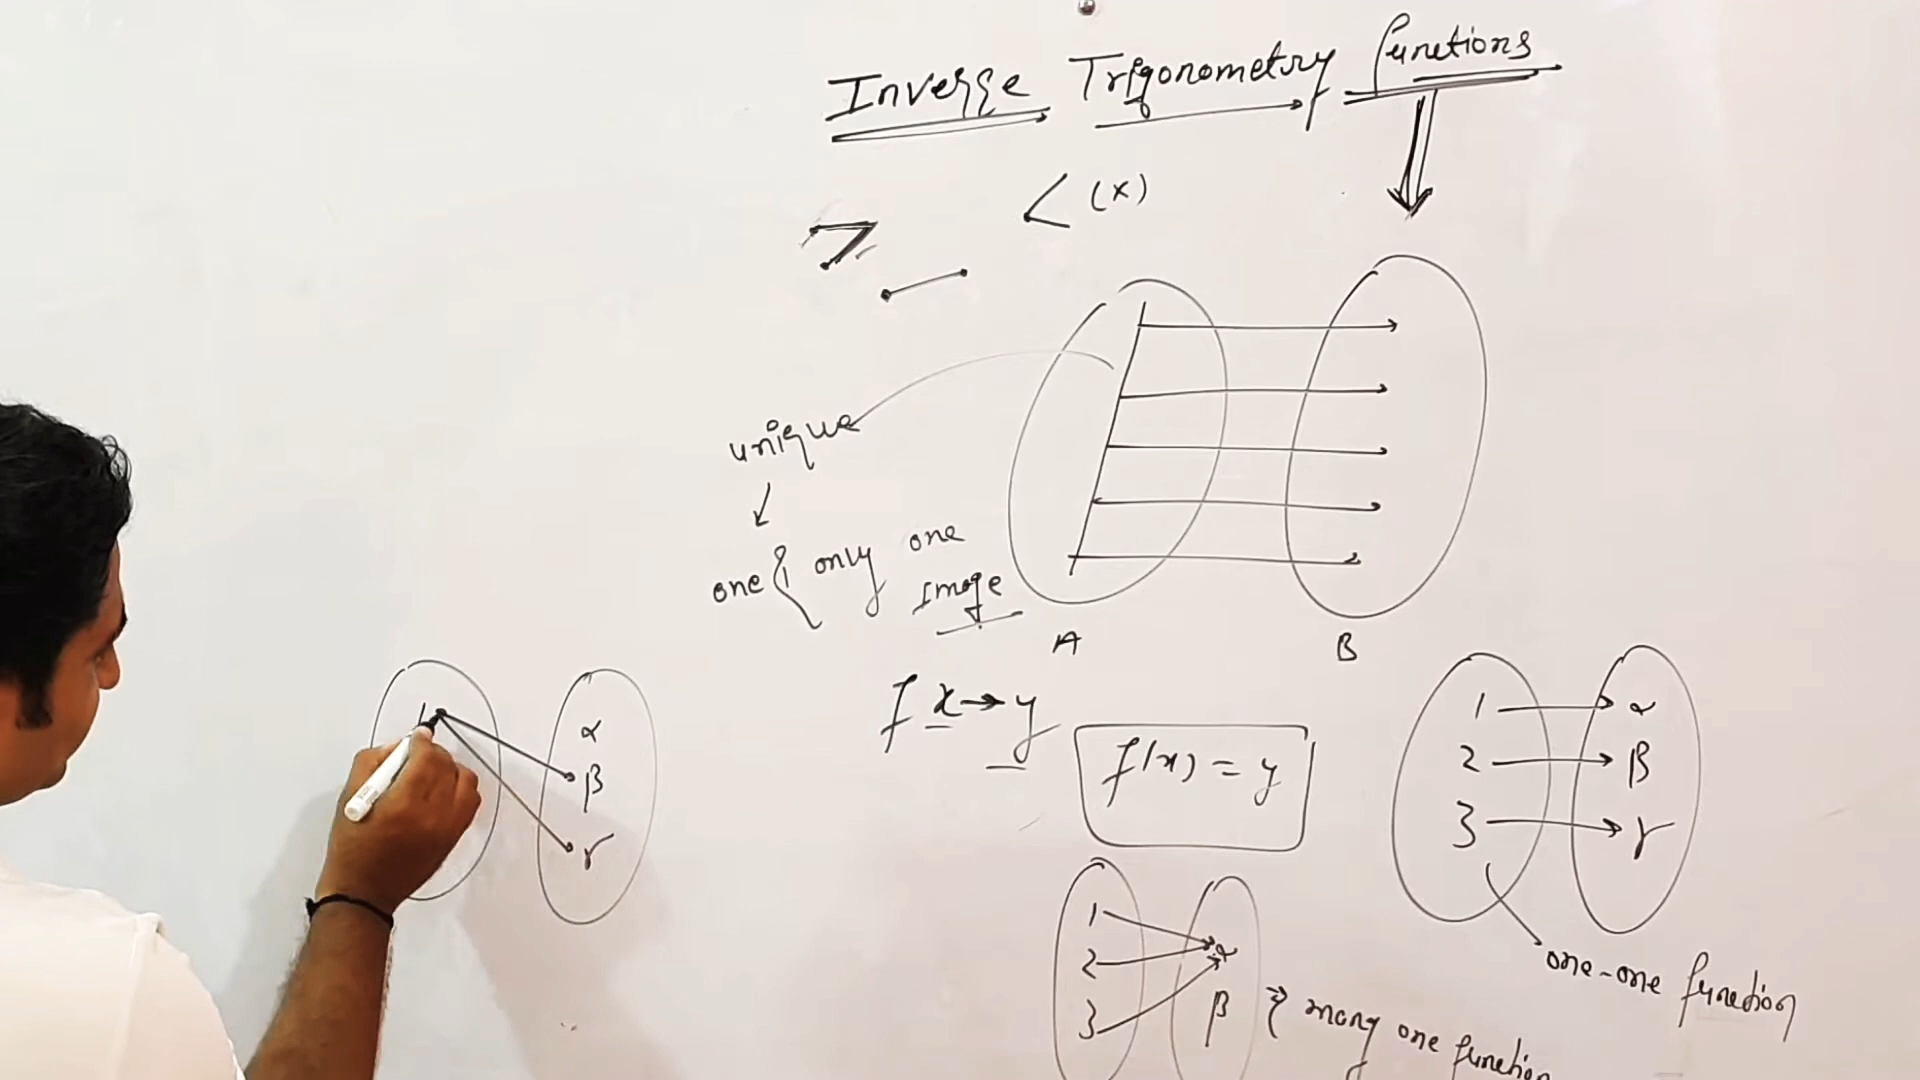 Inverse Trigonometry functions
< (x)
unique
one & only one
Image
A B
f x → y
f(x) = y
1 α
β
γ
1 → α
2 → β
3 → γ
one-one function
1 α
2
3 β
⇒ many one function